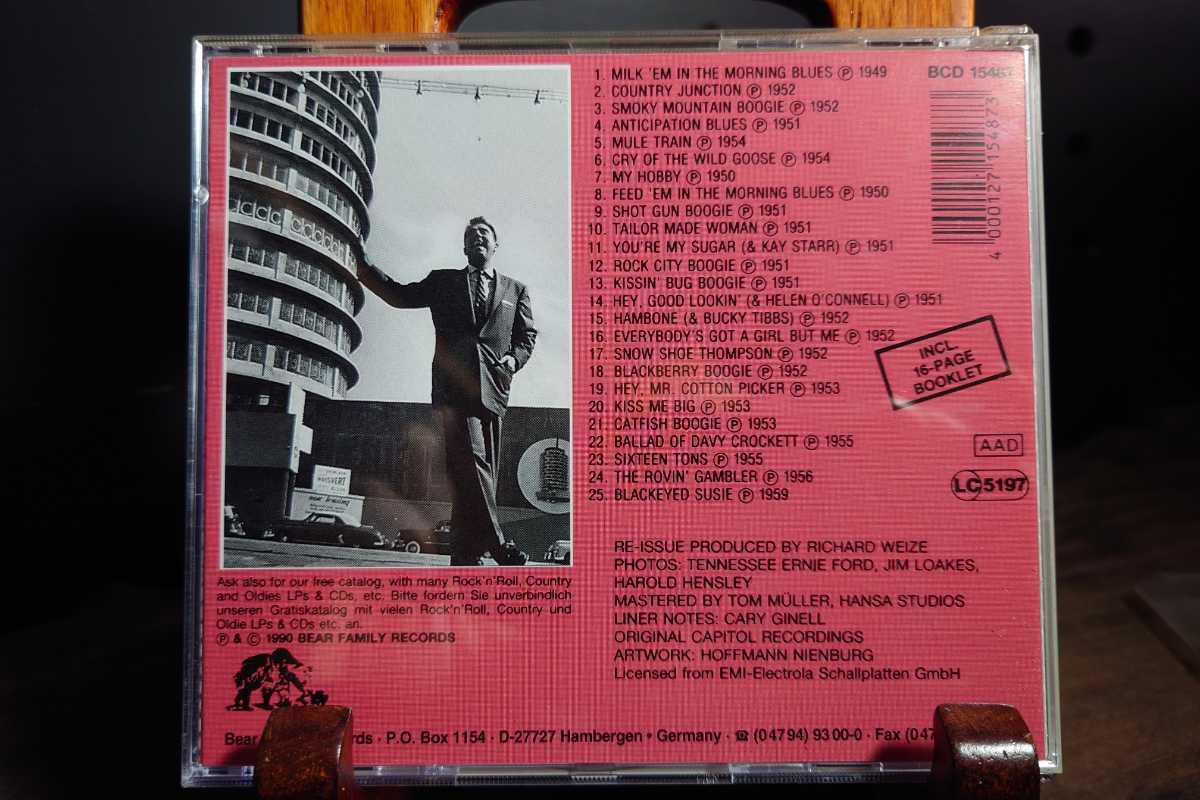 1. MILK 'EM IN THE MORNING BLUES Ⓟ 1949
2. COUNTRY JUNCTION Ⓟ 1952
3. SMOKY MOUNTAIN BOOGIE Ⓟ 1952
4. ANTICIPATION BLUES Ⓟ 1951
5. MULE TRAIN Ⓟ 1954
6. CRY OF THE WILD GOOSE Ⓟ 1954
7. MY HOBBY Ⓟ 1950
8. FEED 'EM IN THE MORNING BLUES Ⓟ 1950
9. SHOT GUN BOOGIE Ⓟ 1951
10. TAILOR MADE WOMAN Ⓟ 1951
11. YOU'RE MY SUGAR (& KAY STARR) Ⓟ 1951
12. ROCK CITY BOOGIE Ⓟ 1951
13. KISSIN' BUG BOOGIE Ⓟ 1951
14. HEY, GOOD LOOKIN' (& HELEN O'CONNELL) Ⓟ 1951
15. HAMBONE (& BUCKY TIBBS) Ⓟ 1952
16. EVERYBODY'S GOT A GIRL BUT ME Ⓟ 1952
17. SNOW SHOE THOMPSON Ⓟ 1952
18. BLACKBERRY BOOGIE Ⓟ 1952
19. HEY, MR. COTTON PICKER Ⓟ 1953
20. KISS ME BIG Ⓟ 1953
21. CATFISH BOOGIE Ⓟ 1953
22. BALLAD OF DAVY CROCKETT Ⓟ 1955
23. SIXTEEN TONS Ⓟ 1955
24. THE ROVIN' GAMBLER Ⓟ 1956
25. BLACKEYED SUSIE Ⓟ 1959
BCD 15487
4 000127 154873
INCL.
16-PAGE
BOOKLET
AAD
LC 5197
RE-ISSUE PRODUCED BY RICHARD WEIZE
PHOTOS: TENNESSEE ERNIE FORD, JIM LOAKES,
HAROLD HENSLEY
MASTERED BY TOM MÜLLER, HANSA STUDIOS
LINER NOTES: CARY GINELL
ORIGINAL CAPITOL RECORDINGS
ARTWORK: HOFFMANN NIENBURG
Licensed from EMI-Electrola Schallplatten GmbH
Ask also for our free catalog, with many Rock'n'Roll, Country
and Oldies LPs & CDs, etc. Bitte fordern Sie unverbindlich
unseren Gratiskatalog mit vielen Rock'n'Roll, Country und
Oldie LPs & CDs etc. an.
Ⓟ & © 1990 BEAR FAMILY RECORDS
Bear rds · P.O. Box 1154 · D-27727 Hambergen • Germany · ☎ (0 47 94) 93 00-0 · Fax (0 47